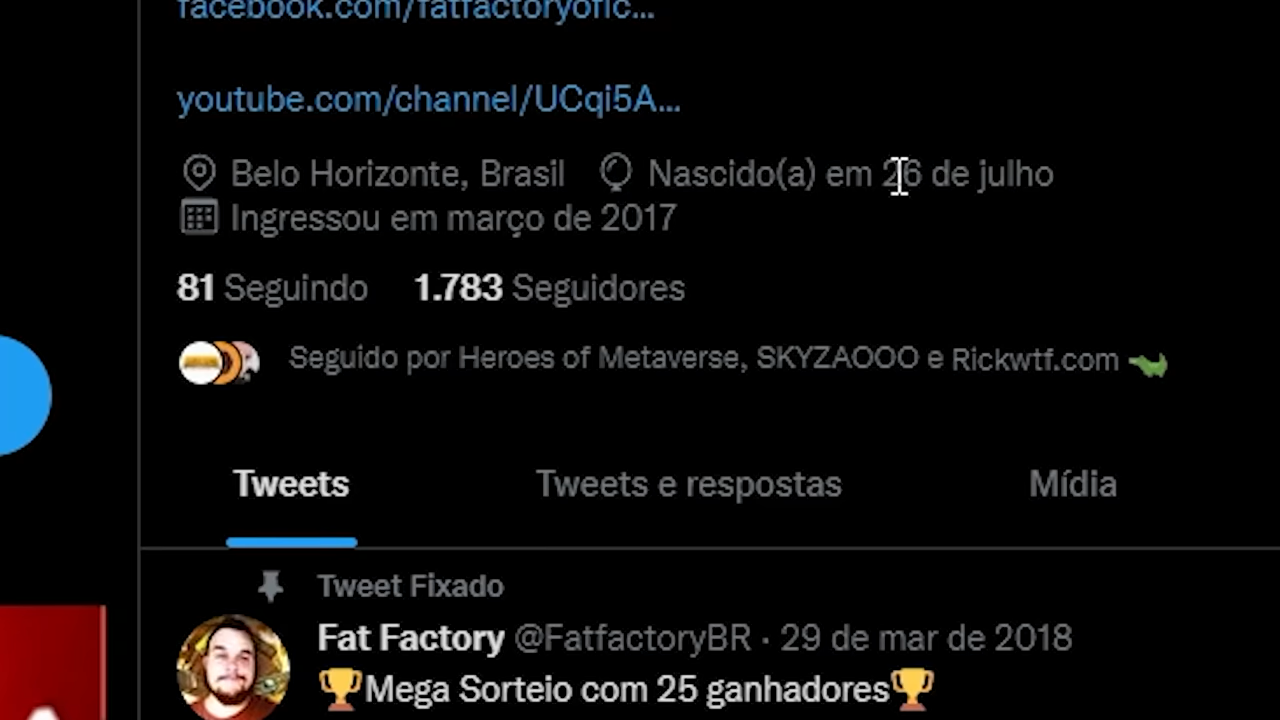 facebook.com/fatfactoryofic...
youtube.com/channel/UCqi5A...
Belo Horizonte, Brasil Nascido(a) em 26 de julho
Ingressou em março de 2017
81 Seguindo 1.783 Seguidores
Seguido por Heroes of Metaverse, SKYZAOOO e Rickwtf.com
Tweets Tweets e respostas Mídia
Tweet Fixado
Fat Factory @FatfactoryBR · 29 de mar de 2018
🏆Mega Sorteio com 25 ganhadores🏆